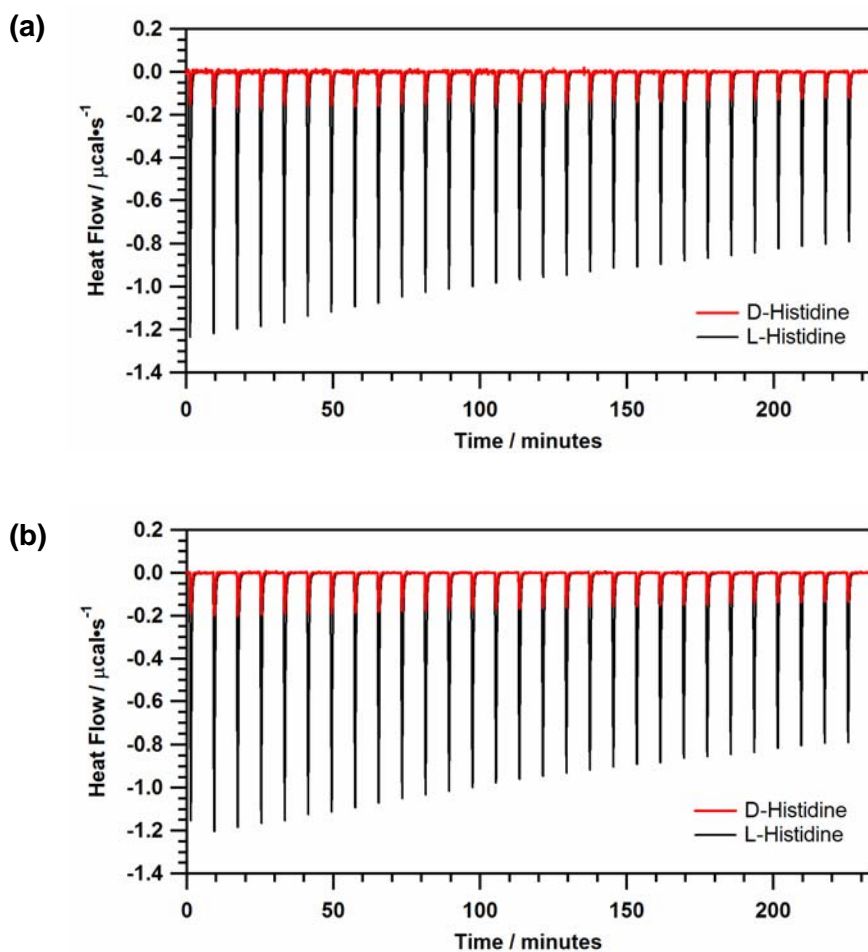 (a)
0.2
0.0
-0.2
-0.4
-0.6
-0.8
-1.0
-1.2
-1.4
Heat Flow / μcal•s⁻¹
D-Histidine
L-Histidine
0 50 100 150 200
Time / minutes
(b)
0.2
0.0
-0.2
-0.4
-0.6
-0.8
-1.0
-1.2
-1.4
Heat Flow / μcal•s⁻¹
D-Histidine
L-Histidine
0 50 100 150 200
Time / minutes